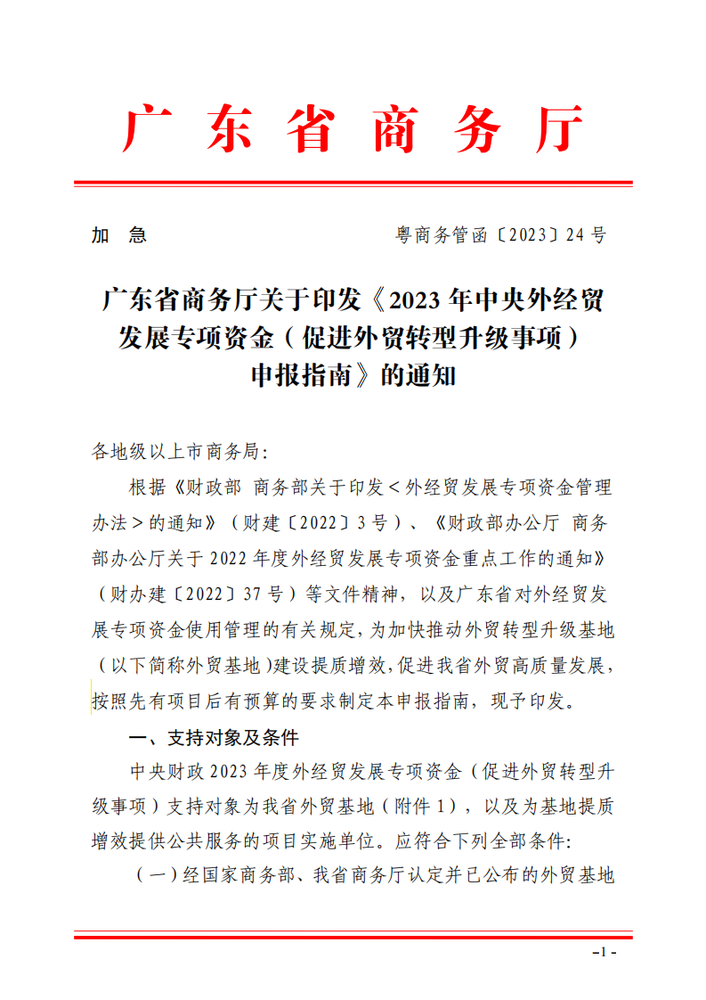 广东省商务厅
加 急 粤商务管函〔2023〕24 号
广东省商务厅关于印发《2023 年中央外经贸
发展专项资金（促进外贸转型升级事项）
申报指南》的通知
各地级以上市商务局：
根据《财政部 商务部关于印发＜外经贸发展专项资金管理
办法＞的通知》（财建〔2022〕3 号）、《财政部办公厅 商务
部办公厅关于 2022 年度外经贸发展专项资金重点工作的通知》
（财办建〔2022〕37 号）等文件精神，以及广东省对外经贸发
展专项资金使用管理的有关规定，为加快推动外贸转型升级基地
（以下简称外贸基地）建设提质增效，促进我省外贸高质量发展，
按照先有项目后有预算的要求制定本申报指南，现予印发。
一、支持对象及条件
中央财政 2023 年度外经贸发展专项资金（促进外贸转型升
级事项）支持对象为我省外贸基地（附件 1），以及为基地提质
增效提供公共服务的项目实施单位。应符合下列全部条件：
（一）经国家商务部、我省商务厅认定并已公布的外贸基地
-1-